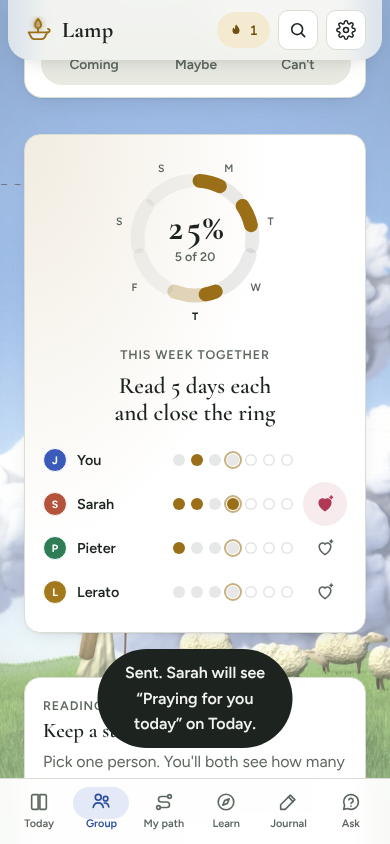 Lamp
1
Coming Maybe Can't
S M
S T
25%
5 of 20
F W
T
THIS WEEK TOGETHER
Read 5 days each
and close the ring
J You
S Sarah
P Pieter
L Lerato
Sent. Sarah will see
“Praying for you
today” on Today.
READING
Keep a
Pick one person. You'll both see how many
Today Group My path Learn Journal Ask